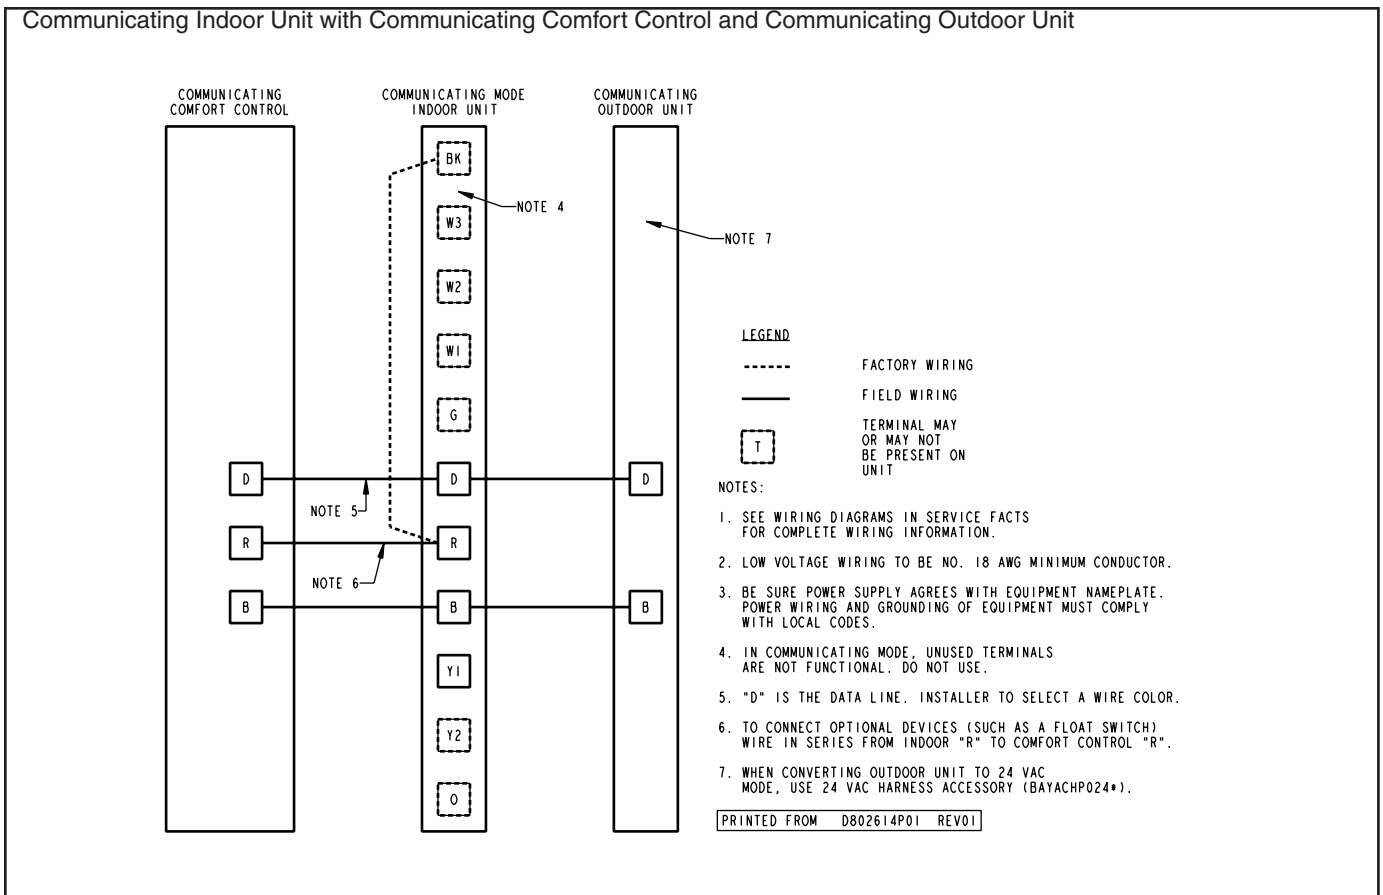 Communicating Indoor Unit with Communicating Comfort Control and Communicating Outdoor Unit
COMMUNICATING
COMFORT CONTROL
COMMUNICATING MODE
INDOOR UNIT
COMMUNICATING
OUTDOOR UNIT
BK
NOTE 4
W3
NOTE 7
W2
W1
G
D
D
D
NOTE 5
R
R
NOTE 6
B
B
B
Y1
Y2
O
LEGEND
FACTORY WIRING
FIELD WIRING
T
TERMINAL MAY
OR MAY NOT
BE PRESENT ON
UNIT
NOTES:
1. SEE WIRING DIAGRAMS IN SERVICE FACTS
FOR COMPLETE WIRING INFORMATION.
2. LOW VOLTAGE WIRING TO BE NO. 18 AWG MINIMUM CONDUCTOR.
3. BE SURE POWER SUPPLY AGREES WITH EQUIPMENT NAMEPLATE.
POWER WIRING AND GROUNDING OF EQUIPMENT MUST COMPLY
WITH LOCAL CODES.
4. IN COMMUNICATING MODE, UNUSED TERMINALS
ARE NOT FUNCTIONAL. DO NOT USE.
5. "D" IS THE DATA LINE. INSTALLER TO SELECT A WIRE COLOR.
6. TO CONNECT OPTIONAL DEVICES (SUCH AS A FLOAT SWITCH)
WIRE IN SERIES FROM INDOOR "R" TO COMFORT CONTROL "R".
7. WHEN CONVERTING OUTDOOR UNIT TO 24 VAC
MODE, USE 24 VAC HARNESS ACCESSORY (BAYACHP024*).
PRINTED FROM D802614P01 REV01